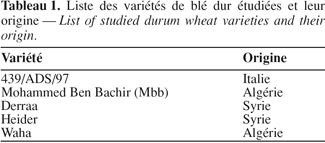 Tableau 1. Liste des variétés de blé dur étudiées et leur
origine — List of studied durum wheat varieties and their
origin.
Variété Origine
439/ADS/97 Italie
Mohammed Ben Bachir (Mbb) Algérie
Derraa Syrie
Heider Syrie
Waha Algérie